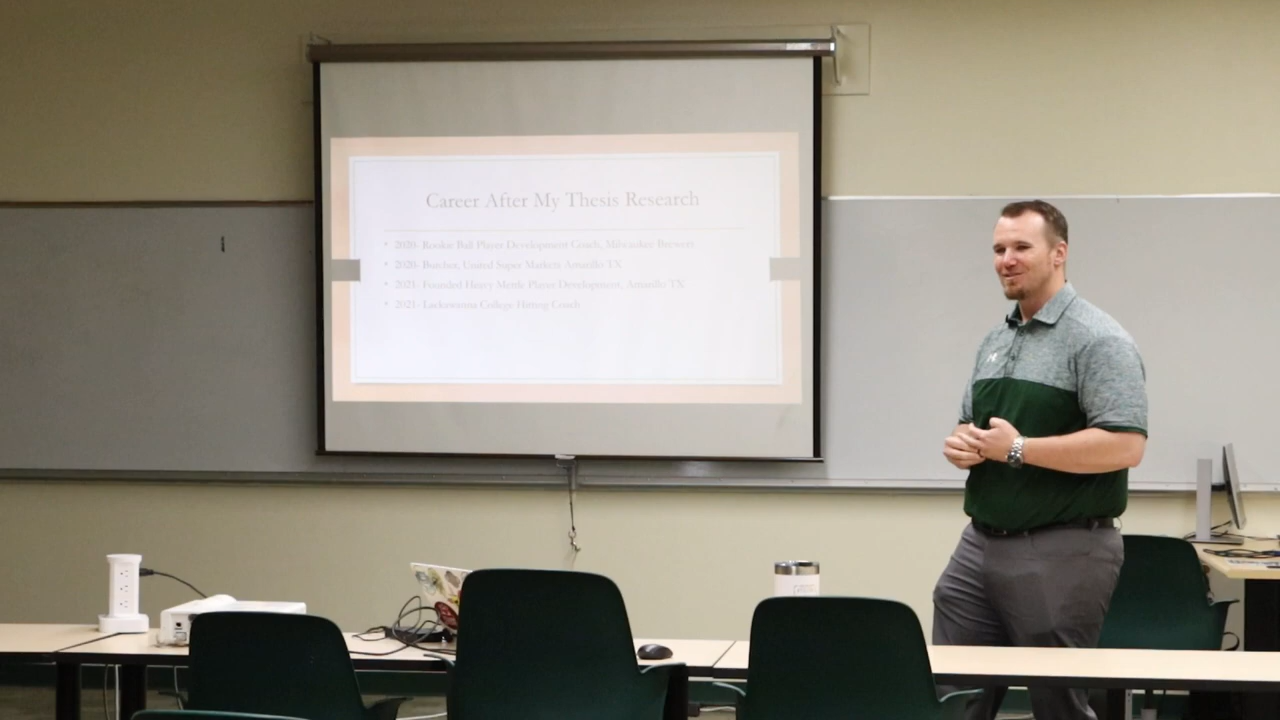 Career After My Thesis Research
• 2020- Rookie Ball Player Development Coach, Milwaukee Brewers
• 2020- Butcher, United Super Markets Amarillo TX
• 2021- Founded Heavy Mettle Player Development, Amarillo TX
• 2021- Lackawanna College- Hitting Coach